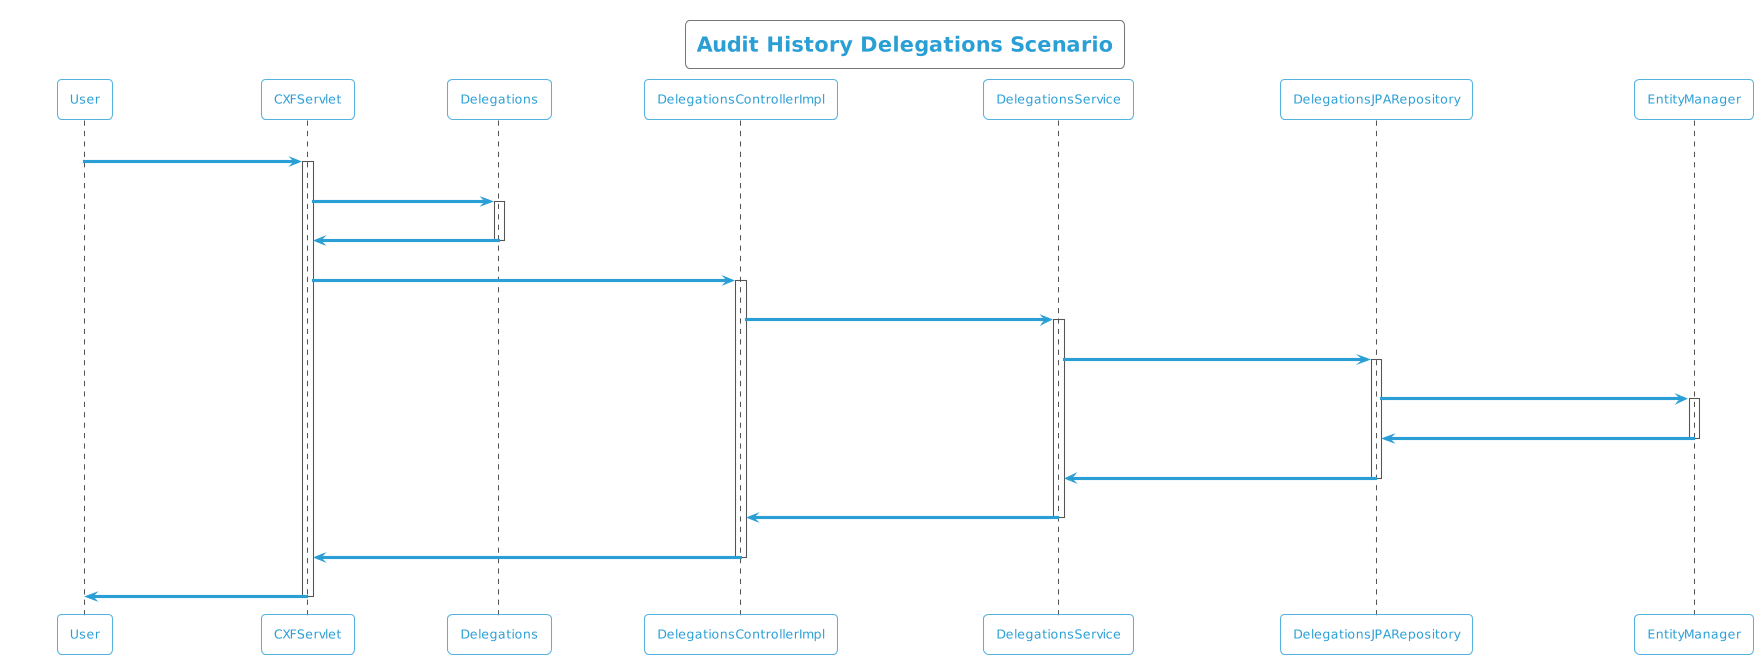 Audit History Delegations Scenario
User
CXFServlet
Delegations
DelegationsControllerImpl
DelegationsService
DelegationsJPARepository
EntityManager
User
CXFServlet
Delegations
DelegationsControllerImpl
DelegationsService
DelegationsJPARepository
EntityManager